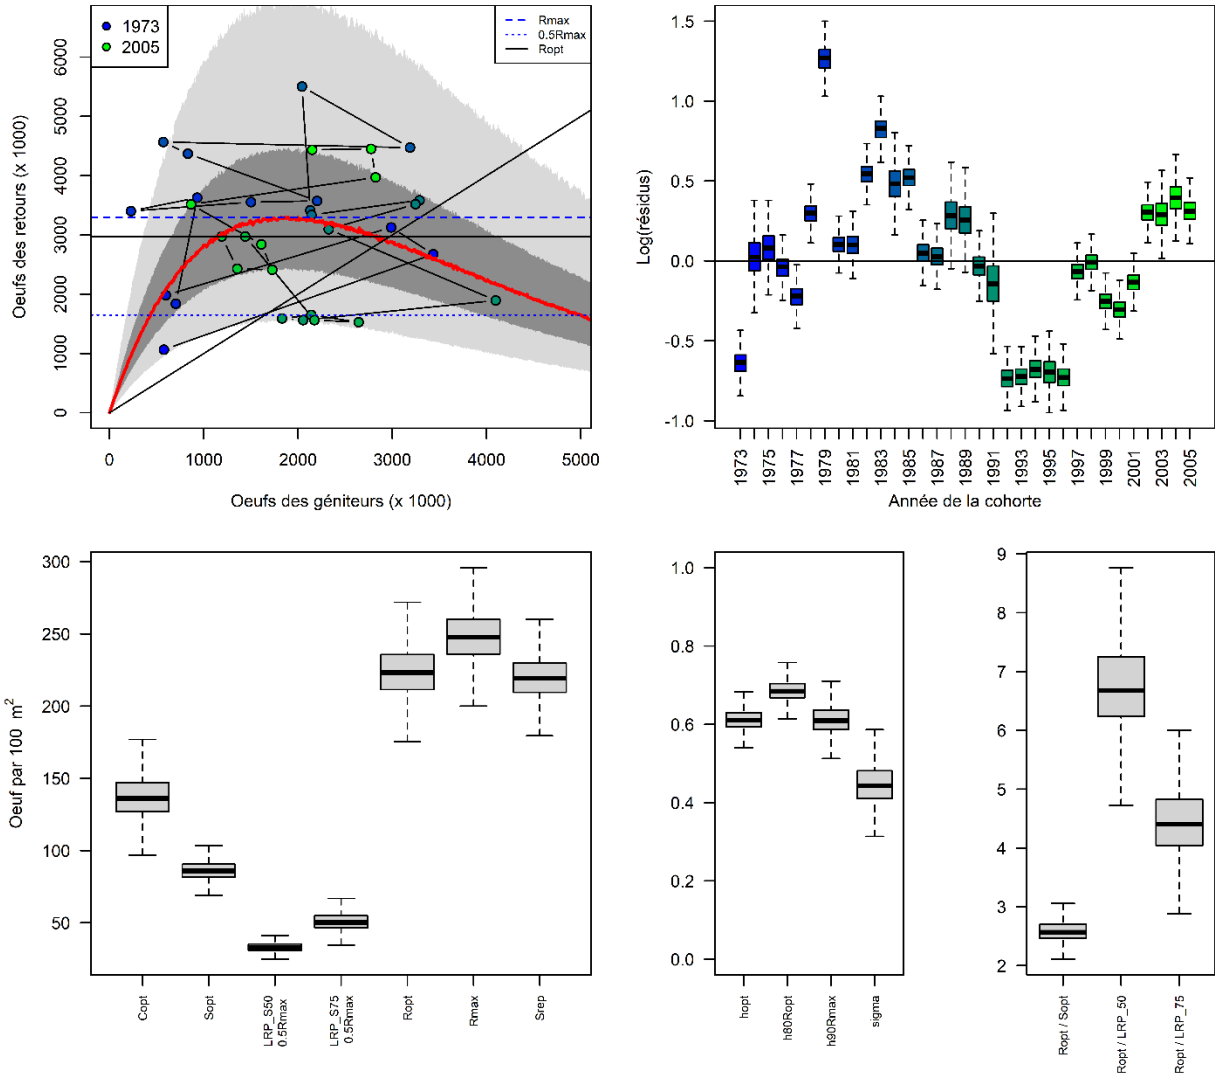 1973
2005
Rmax
0.5Rmax
Ropt
Oeufs des retours (x 1000)
6000
5000
4000
3000
2000
1000
0
0
1000
2000
3000
4000
5000
Oeufs des géniteurs (x 1000)
Log(résidus)
1.5
1.0
0.5
0.0
-0.5
-1.0
1973
1975
1977
1979
1981
1983
1985
1987
1989
1991
1993
1995
1997
1999
2001
2003
2005
Année de la cohorte
Oeuf par 100 m²
300
250
200
150
100
50
Copt
Sopt
LRP_S50
0.5Rmax
LRP_S75
0.5Rmax
Ropt
Rmax
Srep
1.0
0.8
0.6
0.4
0.2
0.0
hopt
h80Ropt
h90Rmax
sigma
9
8
7
6
5
4
3
2
Ropt / Sopt
Ropt / LRP_50
Ropt / LRP_75